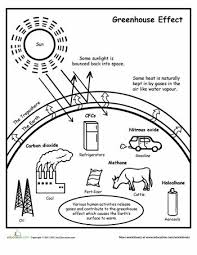 Greenhouse Effect
Sun
Some sunlight is
bounced back into space.
Some heat is naturally
kept in by gases in the
air like water vapour.
The Troposphere
The Earth
CFCs
Nitrous oxide
Carbon dioxide
Refrigerators
Gasoline
Methane
Halocarbons
Oil
Coal
Fert
Cattle
Aerosols
Various human activities release
gases and contribute to the greenhouse
effect which causes the Earth's
surface to warm.